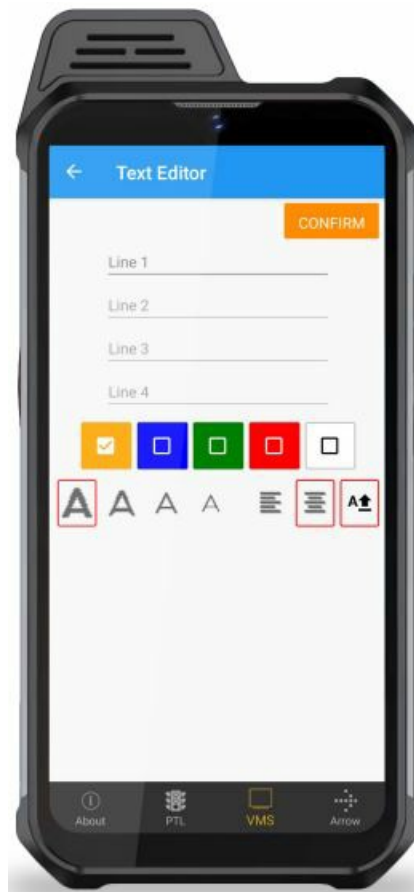 Text Editor
CONFIRM
Line 1
Line 2
Line 3
Line 4
A A A A A
About PTL VMS Arrow